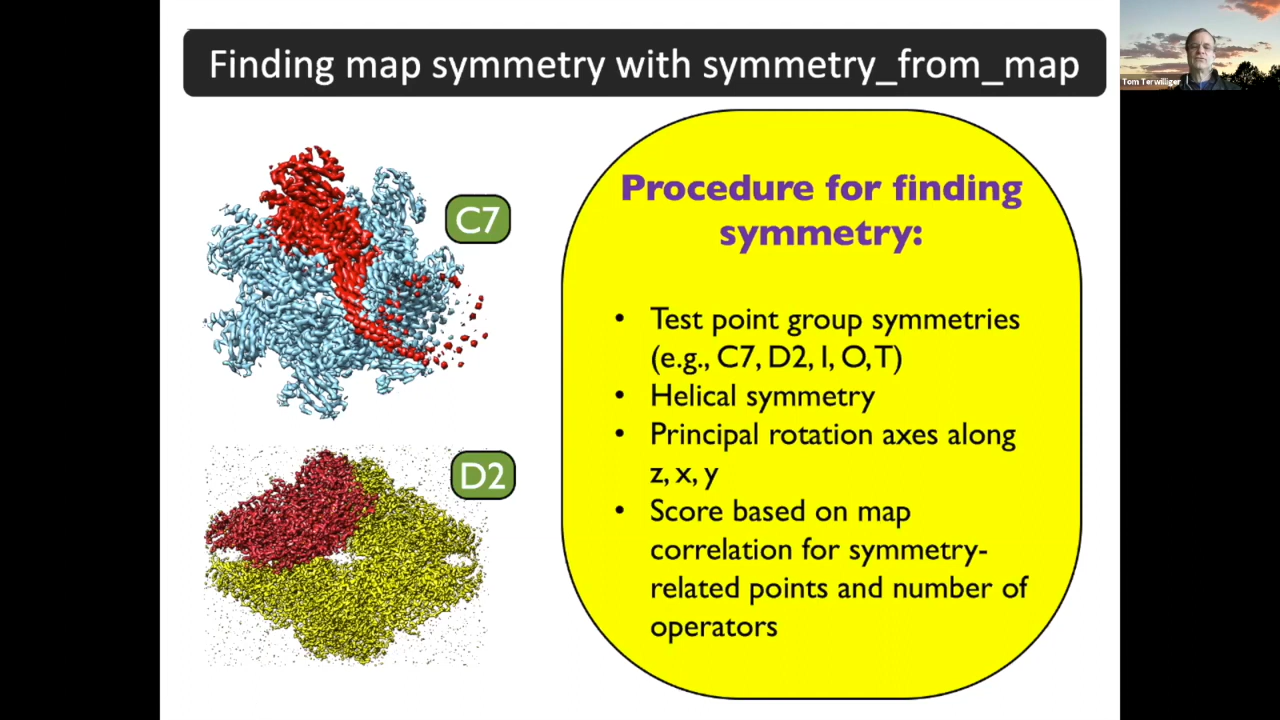 Finding map symmetry with symmetry_from_map
Tom Terwilliger
C7
Procedure for finding
symmetry:
• Test point group symmetries
(e.g., C7, D2, I, O, T)
• Helical symmetry
• Principal rotation axes along
z, x, y
D2
• Score based on map
correlation for symmetry-
related points and number of
operators